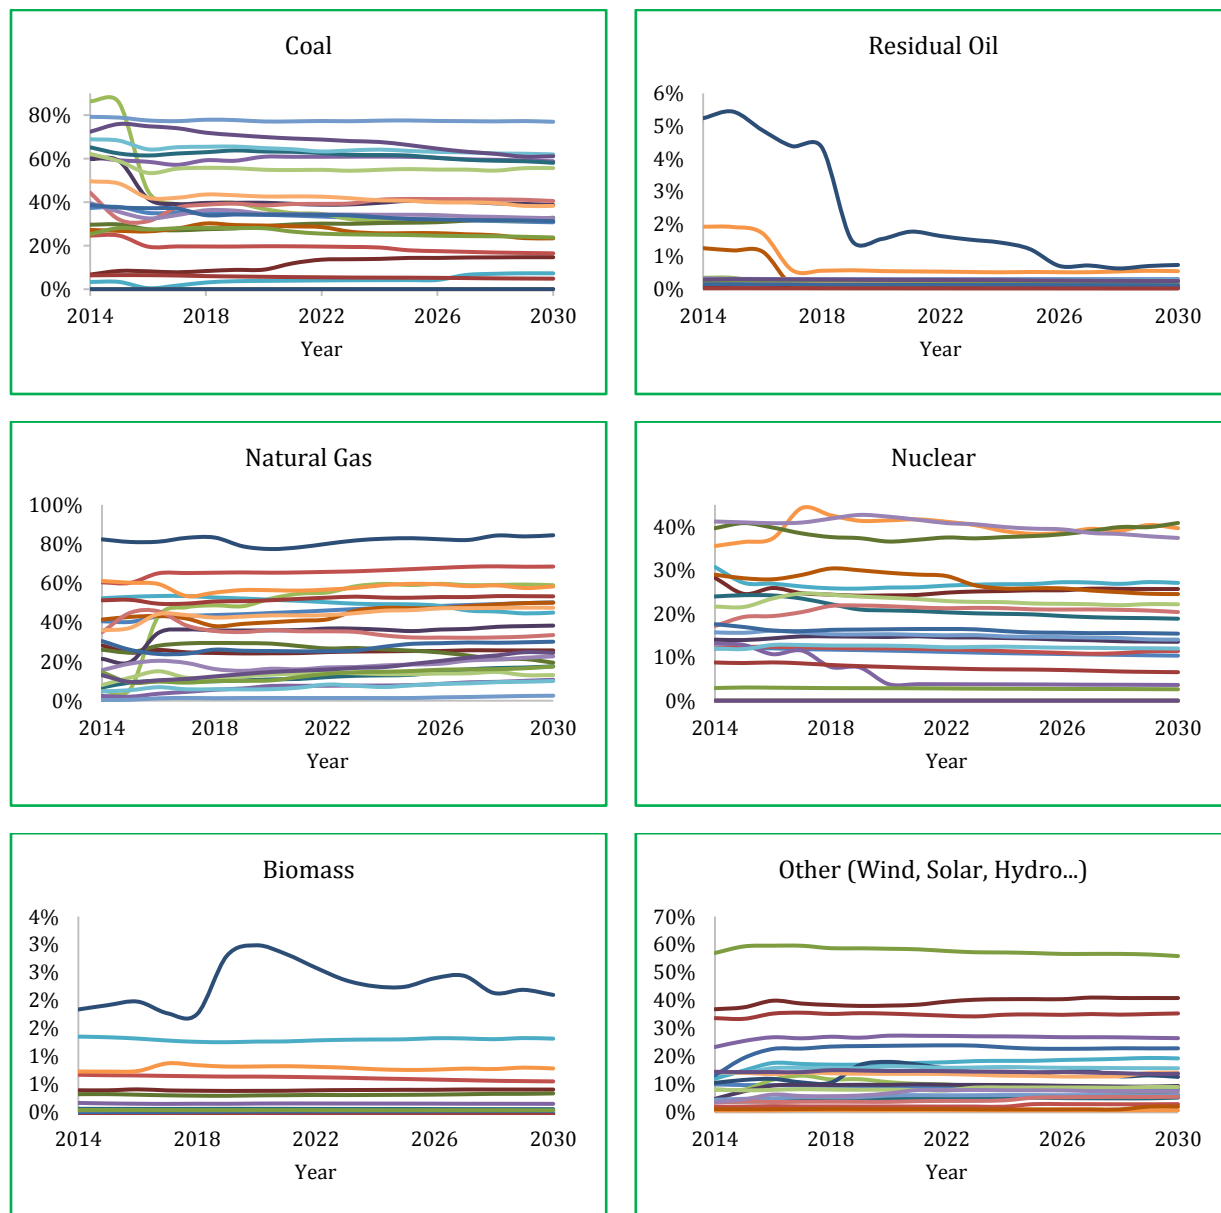 Coal
80%
60%
40%
20%
0%
2014 2018 2022 2026 2030
Year
Residual Oil
6%
5%
4%
3%
2%
1%
0%
2014 2018 2022 2026 2030
Year
Natural Gas
100%
80%
60%
40%
20%
0%
2014 2018 2022 2026 2030
Year
Nuclear
40%
30%
20%
10%
0%
2014 2018 2022 2026 2030
Year
Biomass
4%
3%
3%
2%
2%
1%
1%
0%
2014 2018 2022 2026 2030
Year
Other (Wind, Solar, Hydro...)
70%
60%
50%
40%
30%
20%
10%
0%
2014 2018 2022 2026 2030
Year